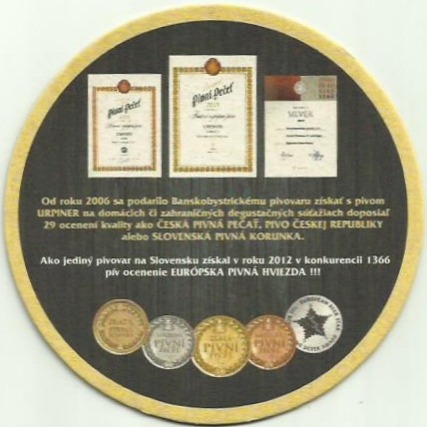 Pivní Pečeť
Pivní Pečeť
SILVER
Od roku 2006 sa podarilo Banskobystrickému pivovaru získať s pivom
URPINER na domácich či zahraničných degustačných súťažiach doposiaľ
29 ocenení kvality ako ČESKÁ PIVNÁ PEČAŤ, PIVO ČESKEJ REPUBLIKY
alebo SLOVENSKÁ PIVNÁ KORUNKA.
Ako jediný pivovar na Slovensku získal v roku 2012 v konkurencii 1366
pív ocenenie EURÓPSKA PIVNÁ HVIEZDA !!!
ZLATÁ
PIVNÍ
PIVNÍ
PIVNÍ
EUROPEAN BEER STAR